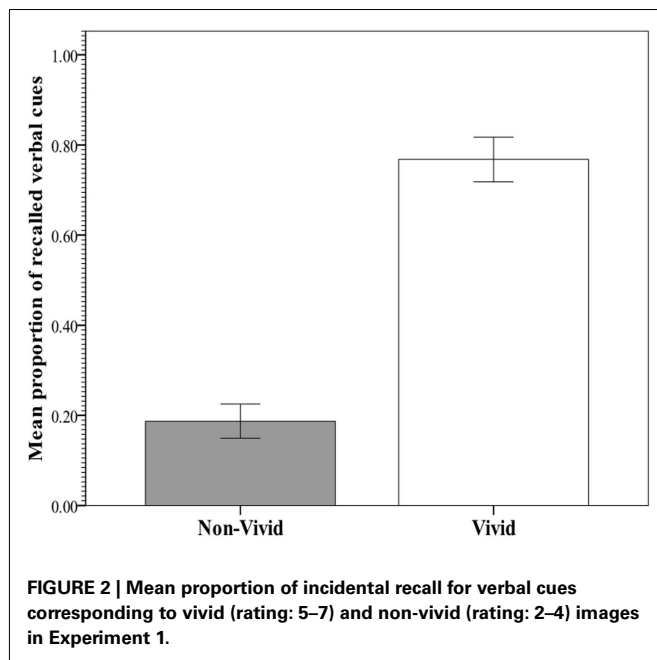 Mean proportion of recalled verbal cues
1.00
0.80
0.60
0.40
0.20
0.00
Non-Vivid
Vivid
FIGURE 2 | Mean proportion of incidental recall for verbal cues
corresponding to vivid (rating: 5–7) and non-vivid (rating: 2–4) images
in Experiment 1.